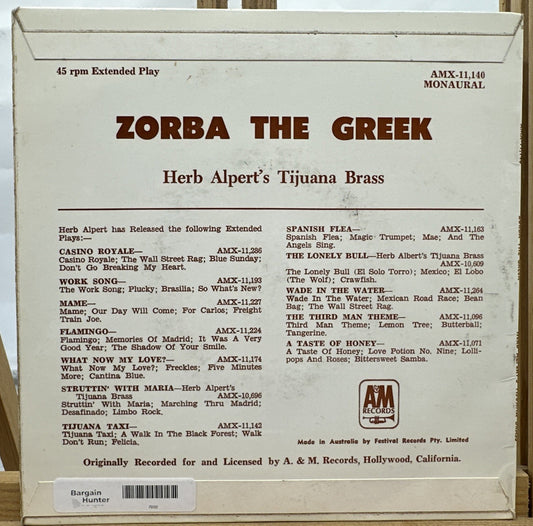 45 rpm Extended Play
AMX-11,140
MONAURAL
ZORBA THE GREEK
Herb Alpert's Tijuana Brass
Herb Alpert has Released the following Extended
Plays:—
CASINO ROYALE— AMX-11,286
Casino Royale; The Wall Street Rag; Blue Sunday;
Don't Go Breaking My Heart.
WORK SONG— AMX-11,193
The Work Song; Plucky; Brasilia; So What's New?
MAME— AMX-11,227
Mame; Our Day Will Come; For Carlos; Freight
Train Joe.
FLAMINGO— AMX-11,224
Flamingo; Memories Of Madrid; It Was A Very
Good Year; The Shadow Of Your Smile.
WHAT NOW MY LOVE?— AMX-11,174
What Now My Love?; Freckles; Five Minutes
More; Cantina Blue.
STRUTTIN' WITH MARIA—Herb Alpert's
Tijuana Brass AMX-10,696
Struttin' With Maria; Marching Thru Madrid;
Desafinado; Limbo Rock.
TIJUANA TAXI— AMX-11,142
Tijuana Taxi; A Walk In The Black Forest; Walk
Don't Run; Felicia.
SPANISH FLEA— AMX-11,163
Spanish Flea; Magic Trumpet; Mae; And The
Angels Sing.
THE LONELY BULL—Herb Alpert's Tijuana Brass
AMX-10,609
The Lonely Bull (El Solo Torro); Mexico; El Lobo
(The Wolf); Crawfish.
WADE IN THE WATER— AMX-11,264
Wade In The Water; Mexican Road Race; Bean
Bag; The Wall Street Rag.
THE THIRD MAN THEME— AMX-11,096
Third Man Theme; Lemon Tree; Butterball;
Tangerine.
A TASTE OF HONEY— AMX-11,071
A Taste Of Honey; Love Potion No. Nine; Lolli-
pops And Roses; Bittersweet Samba.
A&M
RECORDS
Made in Australia by Festival Records Pty. Limited
Originally Recorded for and Licensed by A. & M. Records, Hollywood, California.
Bargain
Hunter